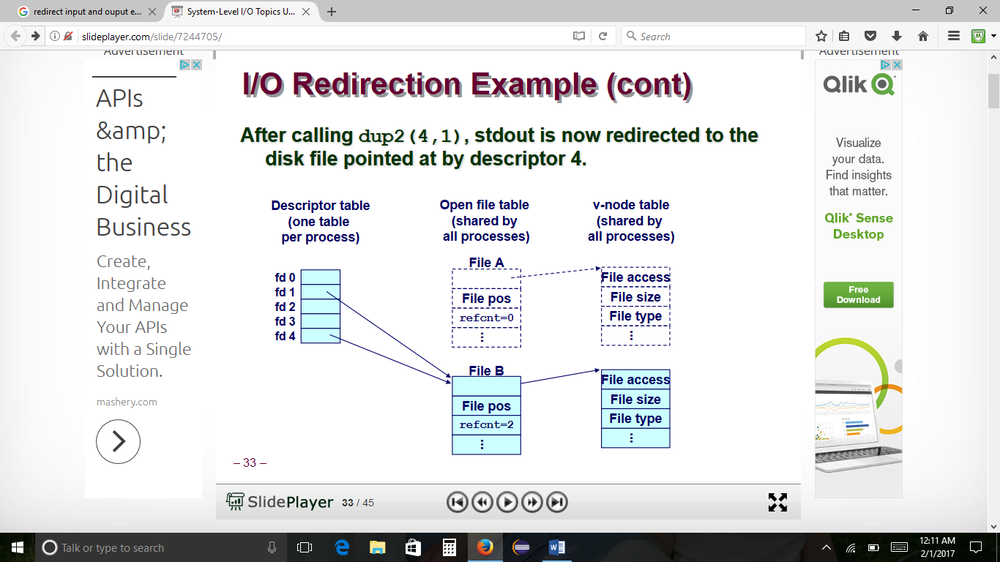 redirect input and ouput e...
System-Level I/O Topics U...
slideplayer.com/slide/7244705/
Search
Advertisement
APIs
&amp;
the
Digital
Business
Create,
Integrate
and Manage
Your APIs
with a Single
Solution.
mashery.com
I/O Redirection Example (cont)
After calling dup2(4,1), stdout is now redirected to the
disk file pointed at by descriptor 4.
Descriptor table
(one table
per process)
Open file table
(shared by
all processes)
v-node table
(shared by
all processes)
fd 0
fd 1
fd 2
fd 3
fd 4
File A
File pos
refcnt=0
File access
File size
File type
File B
File pos
refcnt=2
File access
File size
File type
– 33 –
SlidePlayer
33 / 45
Advertisement
Qlik
Visualize
your data.
Find insights
that matter.
Qlik® Sense
Desktop
Free
Download
Talk or type to search
12:11 AM
2/1/2017